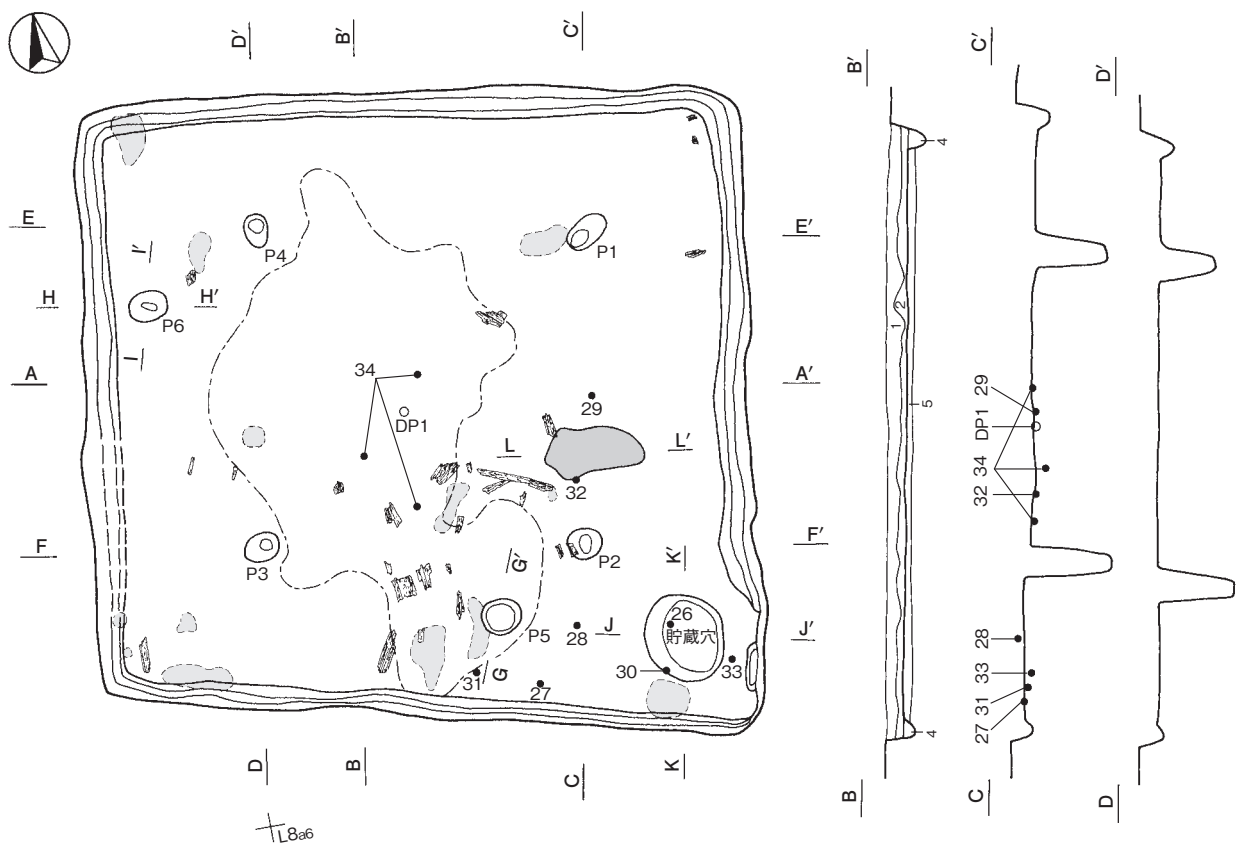 D'
B'
C'
E
I'
P4
P1
E'
H
H'
P6
I
A
34
A'
DP1
29
L
L'
32
F
P3
G'
P2
K'
F'
P5
28
J
26
貯蔵穴
J'
30
33
31
G
27
D
B
C
K
L8a6
B'
4
2
1
5
4
B
C'
29
DP1
34
32
28
33
31
27
C
D'
D